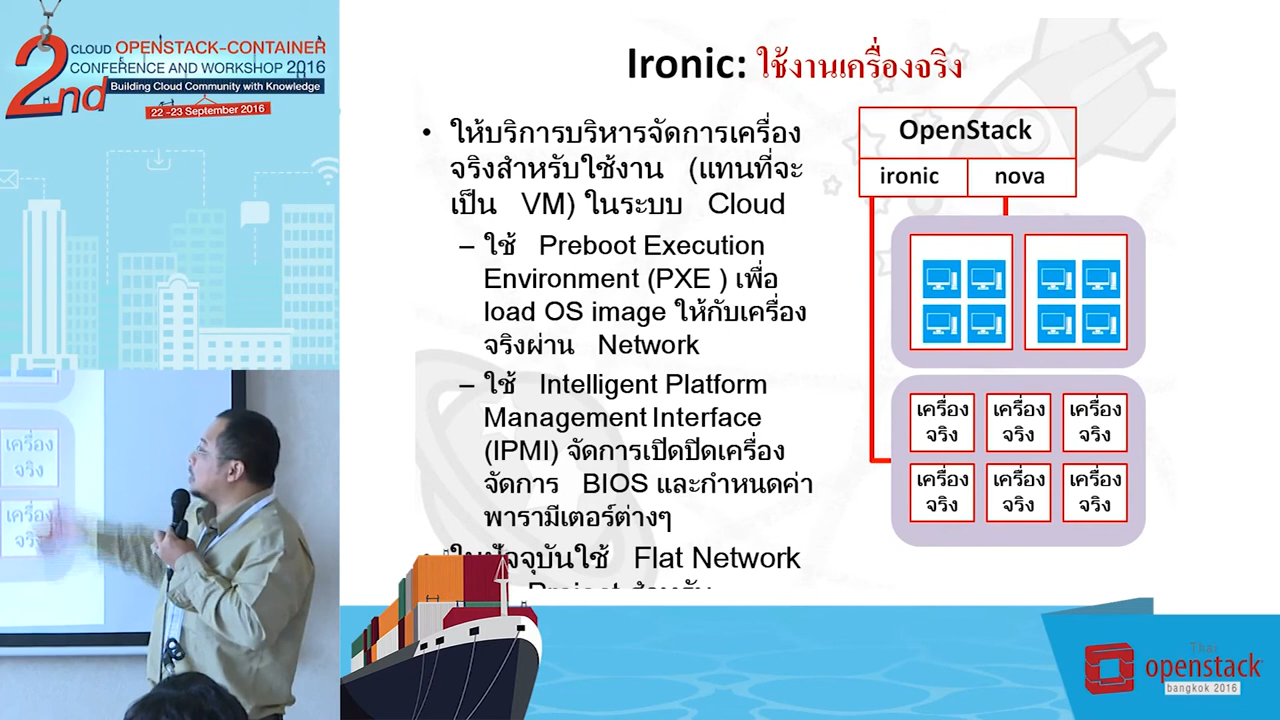 2nd
CLOUD OPENSTACK-CONTAINER
CONFERENCE AND WORKSHOP 2016
Building Cloud Community with Knowledge
22 -23 September 2016
Ironic: ใช้งานเครื่องจริง
• ให้บริการบริหารจัดการเครื่อง
จริงสำหรับใช้งาน (แทนที่จะ
เป็น VM) ในระบบ Cloud
– ใช้ Preboot Execution
Environment (PXE ) เพื่อ
load OS image ให้กับเครื่อง
จริงผ่าน Network
– ใช้ Intelligent Platform
Management Interface
(IPMI) จัดการเปิดปิดเครื่อง
จัดการ BIOS และกำหนดค่า
พารามีเตอร์ต่างๆ
• ในปัจจุบันใช้ Flat Network
Project สำหรับ
OpenStack
ironic nova
เครื่อง เครื่อง เครื่อง
จริง จริง จริง
เครื่อง เครื่อง เครื่อง
จริง จริง จริง
เครื่อง
จริง
เครื่อง
จริง
Thai
openstack
bangkok 2016